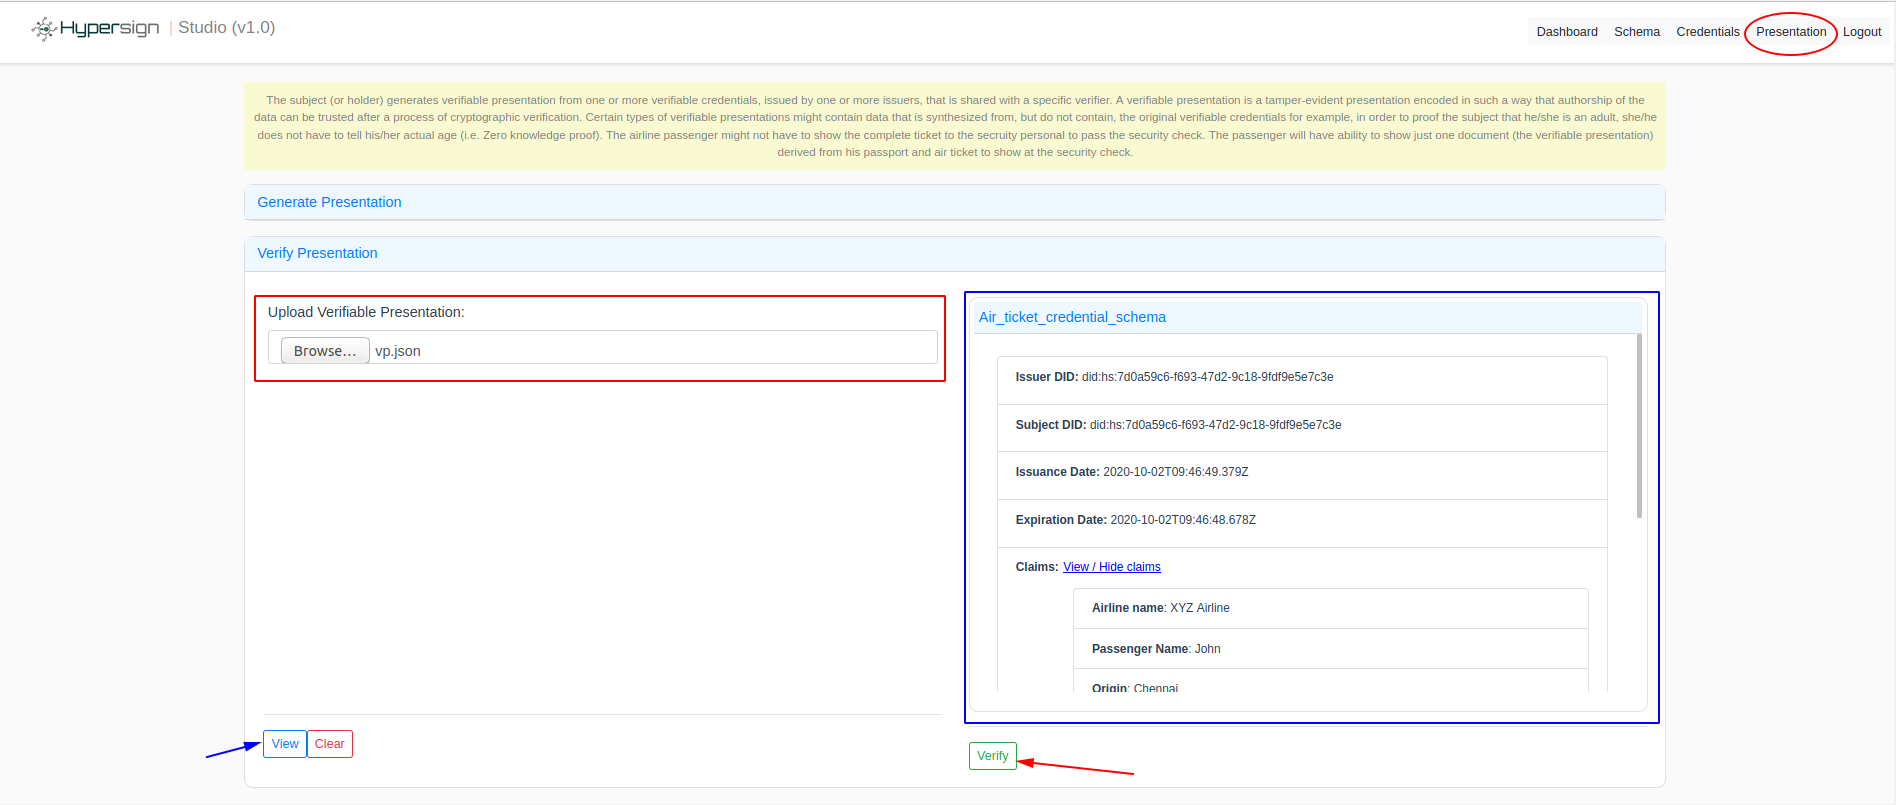 Hypersign | Studio (v1.0)
Dashboard Schema Credentials Presentation Logout
The subject (or holder) generates verifiable presentation from one or more verifiable credentials, issued by one or more issuers, that is shared with a specific verifier. A verifiable presentation is a tamper-evident presentation encoded in such a way that authorship of the
data can be trusted after a process of cryptographic verification. Certain types of verifiable presentations might contain data that is synthesized from, but do not contain, the original verifiable credentials for example, in order to proof the subject that he/she is an adult, she/he
does not have to tell his/her actual age (i.e. Zero knowledge proof). The airline passenger might not have to show the complete ticket to the secruity personal to pass the security check. The passenger will have ability to show just one document (the verifiable presentation)
derived from his passport and air ticket to show at the security check.
Generate Presentation
Verify Presentation
Upload Verifiable Presentation:
Browse... vp.json
View Clear
Air_ticket_credential_schema
Issuer DID: did:hs:7d0a59c6-f693-47d2-9c18-9fdf9e5e7c3e
Subject DID: did:hs:7d0a59c6-f693-47d2-9c18-9fdf9e5e7c3e
Issuance Date: 2020-10-02T09:46:49.379Z
Expiration Date: 2020-10-02T09:46:48.678Z
Claims: View / Hide claims
Airline name: XYZ Airline
Passenger Name: John
Origin: Chennai
Verify